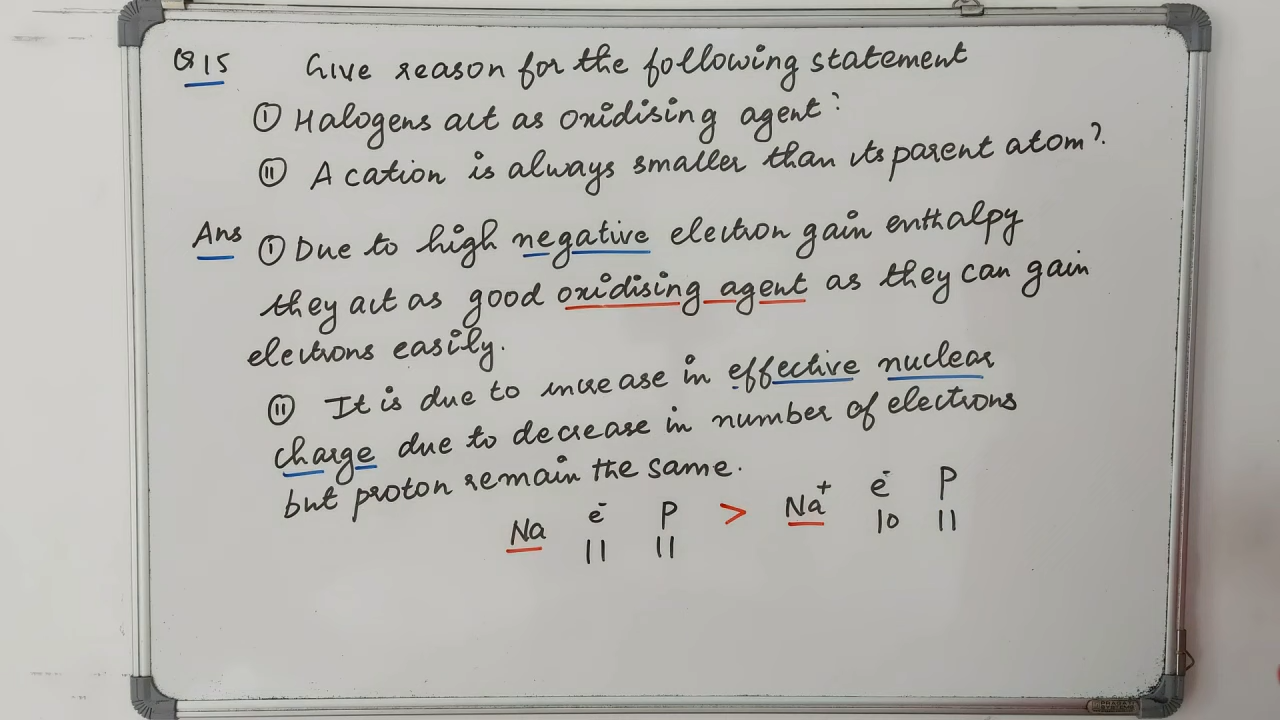 Q 15 Give reason for the following statement
(I) Halogens act as oxidising agent?
(II) A cation is always smaller than its parent atom?
Ans (I) Due to high negative electron gain enthalpy
they act as good oxidising agent as they can gain
electrons easily.
(II) It is due to increase in effective nuclear
charge due to decrease in number of electrons
but proton remain the same.
Na e⁻ P > Na⁺ e⁻ P
11 11 10 11